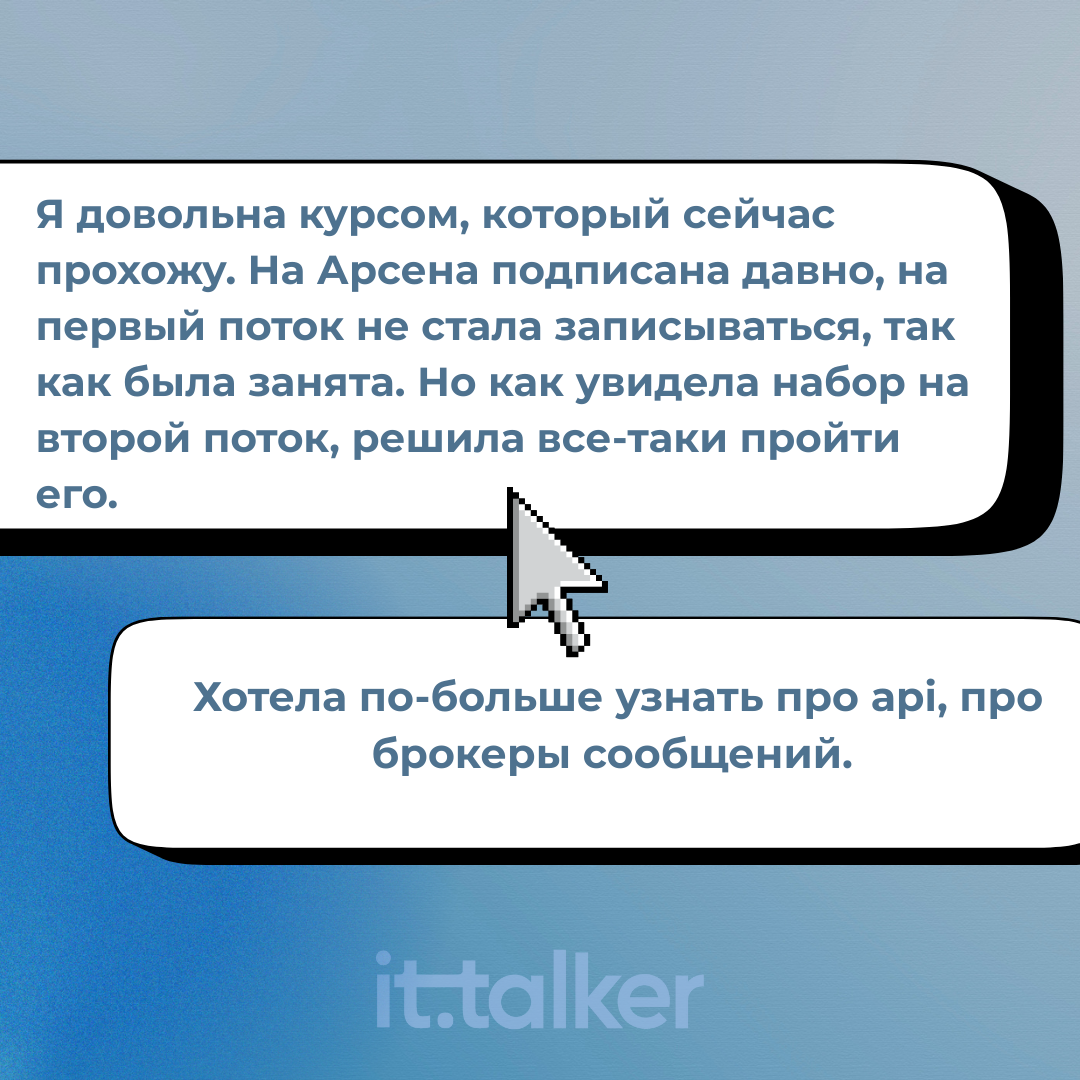 Я довольна курсом, который сейчас
прохожу. На Арсена подписана давно, на
первый поток не стала записываться, так
как была занята. Но как увидела набор на
второй поток, решила все-таки пройти
его.
Хотела по-больше узнать про api, про
брокеры сообщений.
it.talker